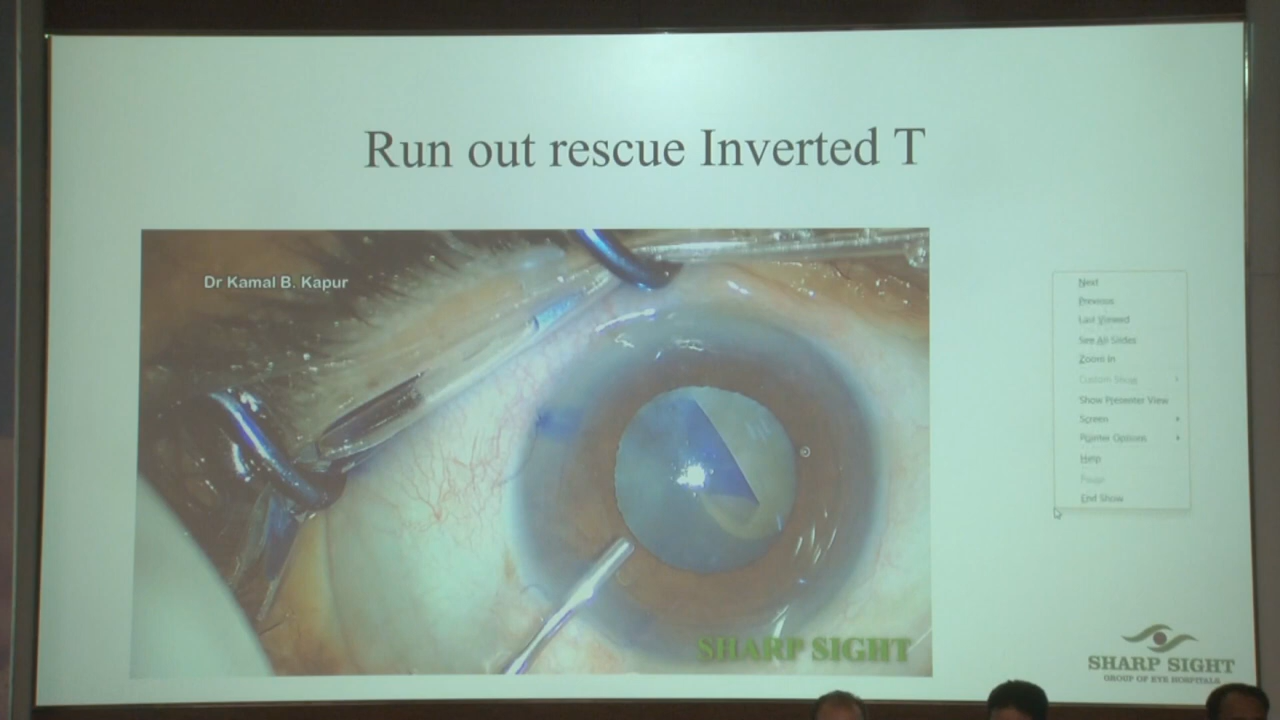 Run out rescue Inverted T
Dr Kamal B. Kapur
Next
Previous
Last Viewed
See All Slides
Zoom In
Custom Show
Show Presenter View
Screen
Pointer Options
Help
Pause
End Show
SHARP SIGHT
SHARP SIGHT
GROUP OF EYE HOSPITALS